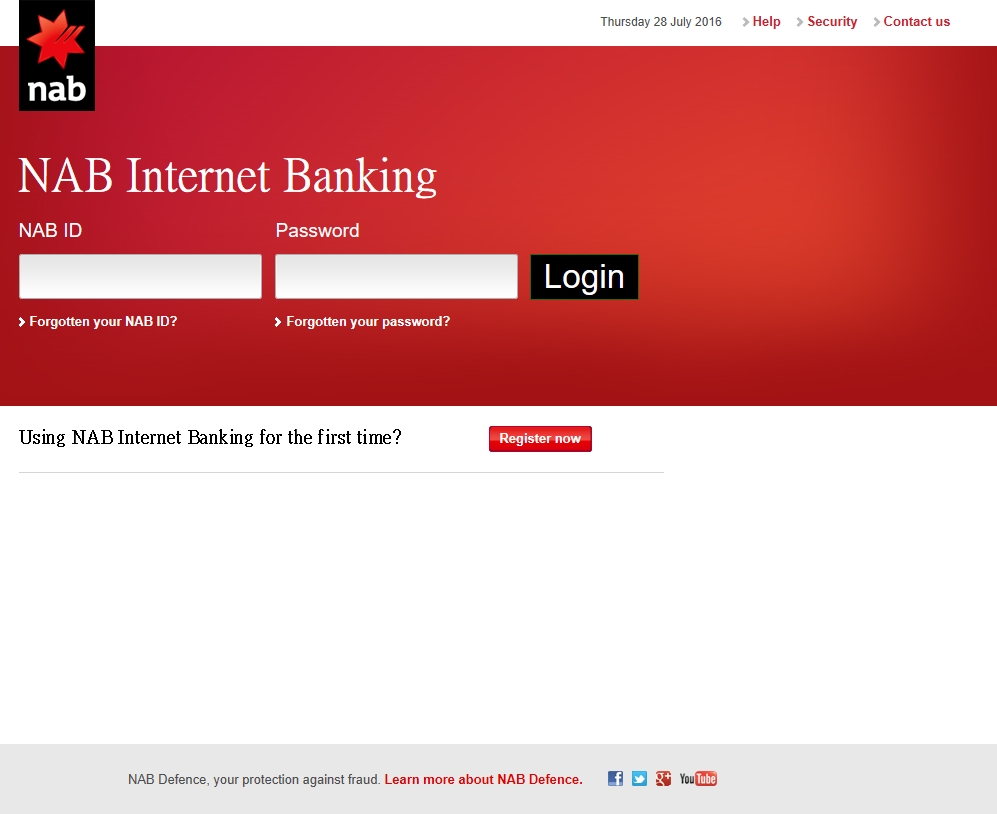 Thursday 28 July 2016 Help Security Contact us
nab
NAB Internet Banking
NAB ID Password
Login
Forgotten your NAB ID? Forgotten your password?
Using NAB Internet Banking for the first time? Register now
NAB Defence, your protection against fraud. Learn more about NAB Defence. f g+ YouTube